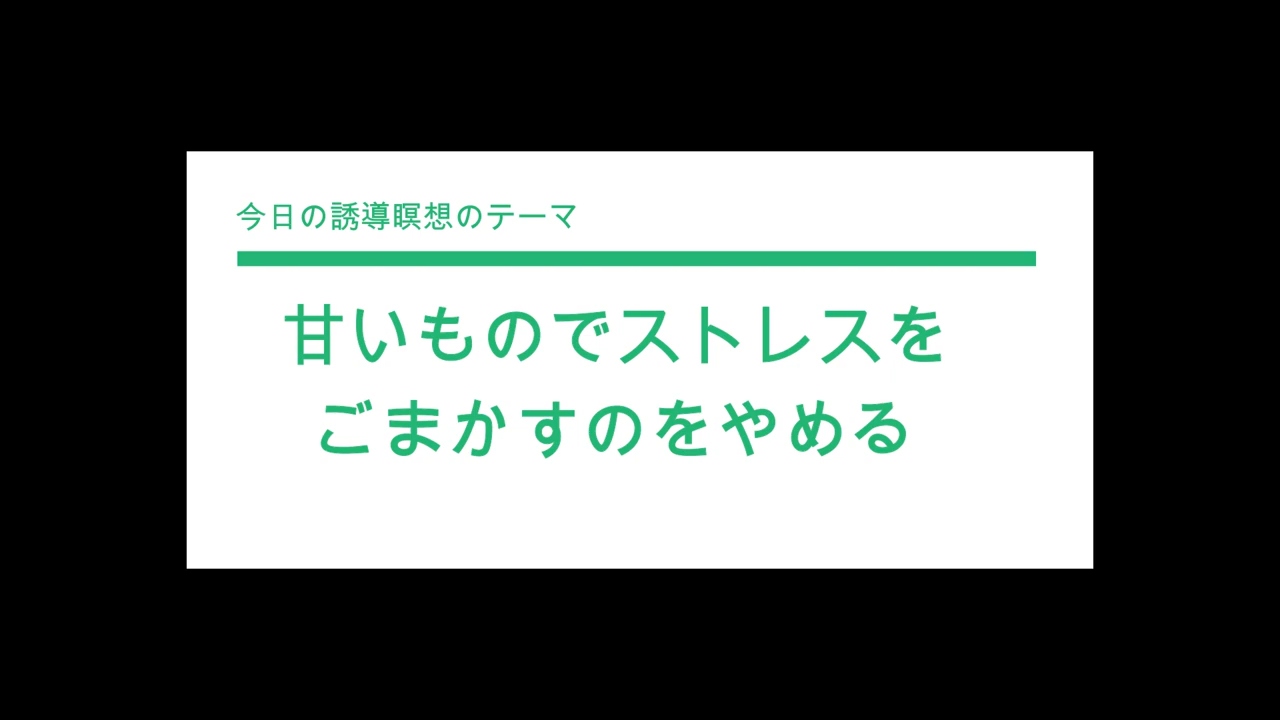 今日の誘導瞑想のテーマ
甘いものでストレスを
ごまかすのをやめる